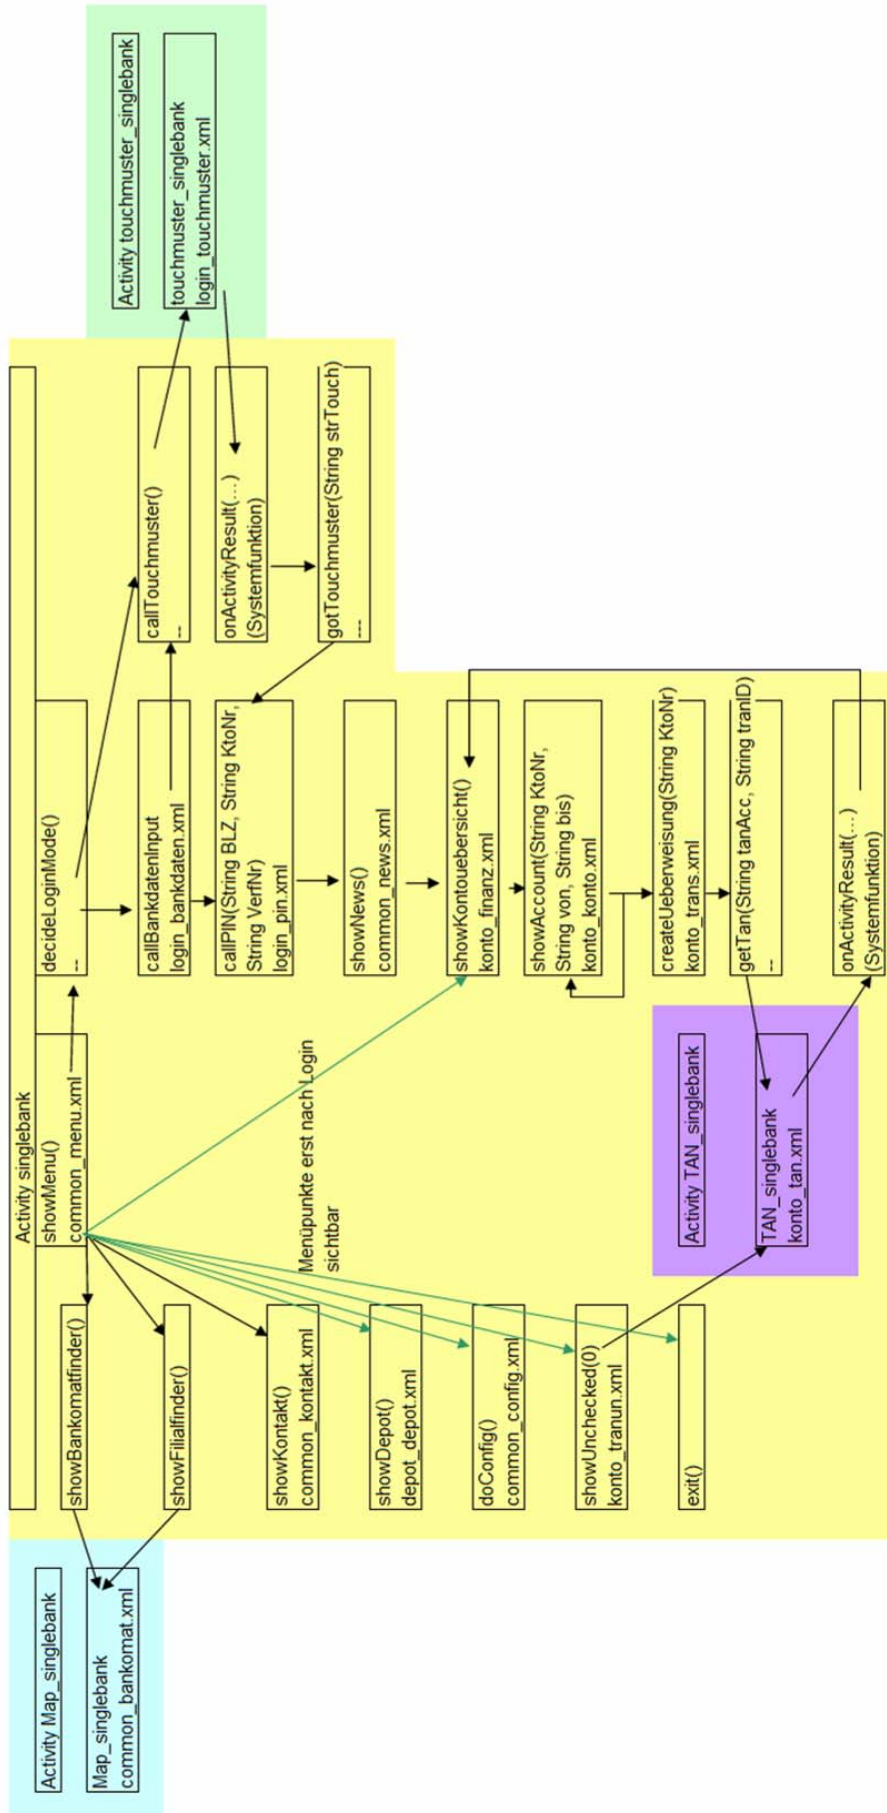 Activity singlebank
Activity Map_singlebank
Map_singlebank
common_bankomat.xml
showBankomatfinder()
showFilialfinder()
showKontakt()
common_kontakt.xml
showDepot()
depot_depot.xml
doConfig()
common_config.xml
showUnchecked(0)
konto_tranun.xml
exit()
showMenu()
common_menu.xml
Menüpunkte erst nach Login
sichtbar
Activity TAN_singlebank
TAN_singlebank
konto_tan.xml
decideLoginMode()
--
callBankdatenInput
login_bankdaten.xml
callPIN(String BLZ, String KtoNr,
String VerfNr)
login_pin.xml
showNews()
common_news.xml
showKontouebersicht()
konto_finanz.xml
showAccount(String KtoNr,
String von, String bis)
konto_konto.xml
createUeberweisung(String KtoNr)
konto_trans.xml
getTan(String tanAcc, String tranID)
--
onActivityResult(…)
(Systemfunktion)
callTouchmuster()
--
onActivityResult(…)
(Systemfunktion)
gotTouchmuster(String strTouch)
---
Activity touchmuster_singlebank
touchmuster_singlebank
login_touchmuster.xml